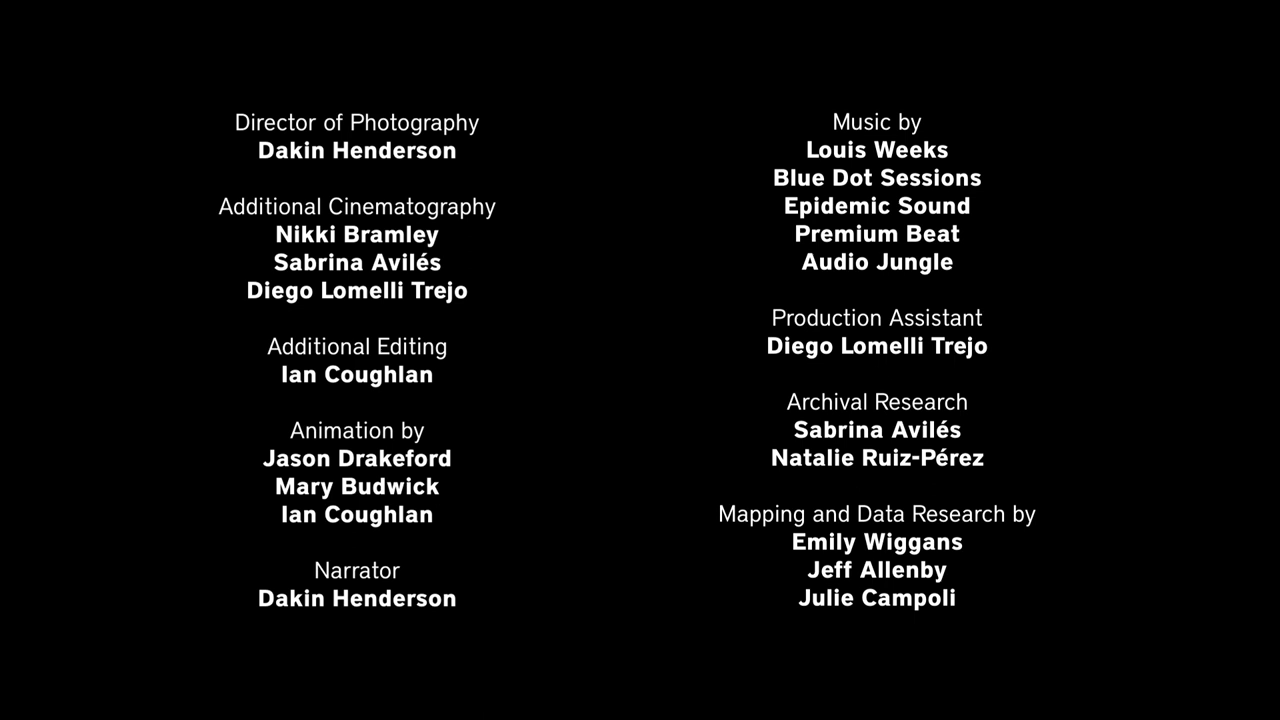 Director of Photography
Dakin Henderson
Additional Cinematography
Nikki Bramley
Sabrina Avilés
Diego Lomelli Trejo
Additional Editing
Ian Coughlan
Animation by
Jason Drakeford
Mary Budwick
Ian Coughlan
Narrator
Dakin Henderson
Music by
Louis Weeks
Blue Dot Sessions
Epidemic Sound
Premium Beat
Audio Jungle
Production Assistant
Diego Lomelli Trejo
Archival Research
Sabrina Avilés
Natalie Ruiz-Pérez
Mapping and Data Research by
Emily Wiggans
Jeff Allenby
Julie Campoli